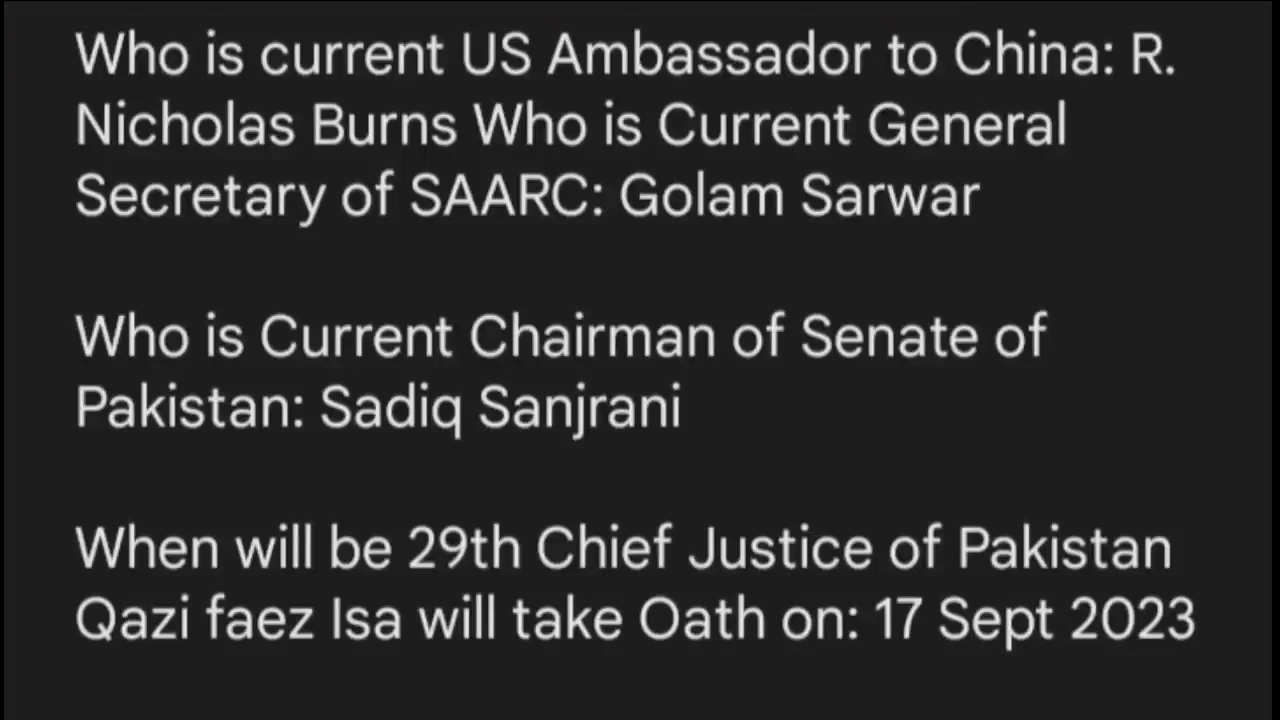 Who is current US Ambassador to China: R.
Nicholas Burns Who is Current General
Secretary of SAARC: Golam Sarwar
Who is Current Chairman of Senate of
Pakistan: Sadiq Sanjrani
When will be 29th Chief Justice of Pakistan
Qazi faez Isa will take Oath on: 17 Sept 2023